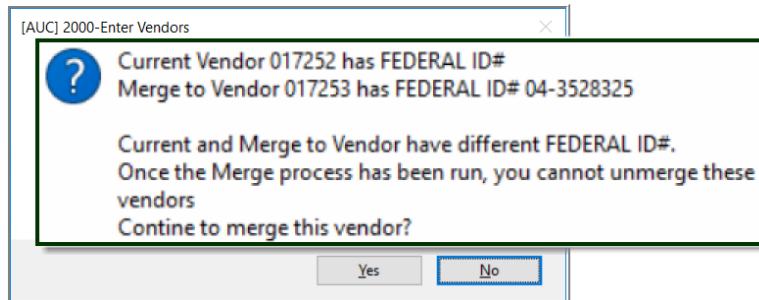 [AUC] 2000-Enter Vendors
Current Vendor 017252 has FEDERAL ID#
Merge to Vendor 017253 has FEDERAL ID# 04-3528325
Current and Merge to Vendor have different FEDERAL ID#.
Once the Merge process has been run, you cannot unmerge these
vendors
Contine to merge this vendor?
Yes No